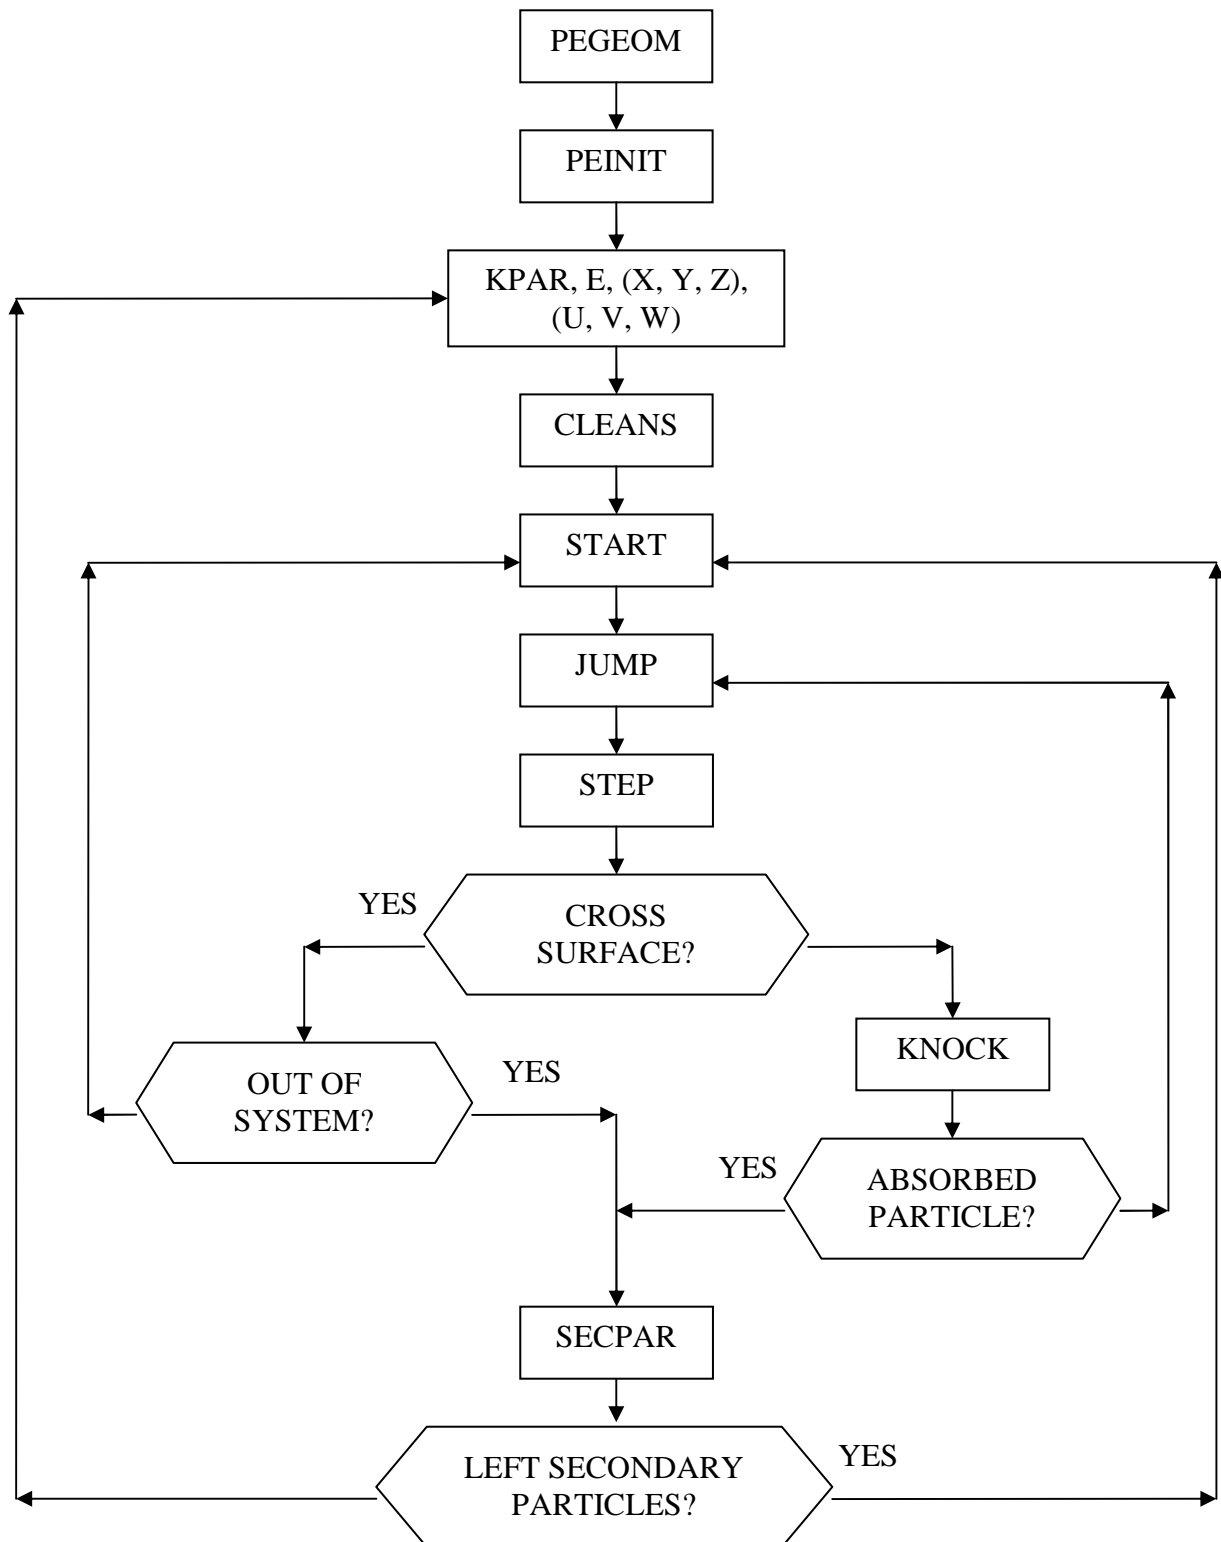 PEGEOM
PEINIT
KPAR, E, (X, Y, Z),
(U, V, W)
CLEANS
START
JUMP
STEP
YES
CROSS
SURFACE?
KNOCK
OUT OF
SYSTEM?
YES
YES
ABSORBED
PARTICLE?
SECPAR
LEFT SECONDARY
PARTICLES?
YES